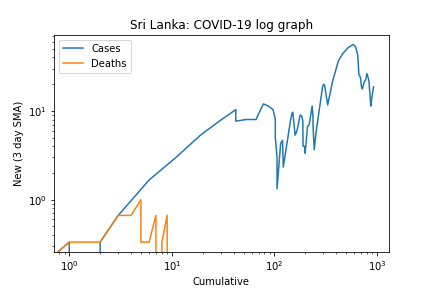 Sri Lanka: COVID-19 log graph
Cases
Deaths
New (3 day SMA)
10¹
10⁰
10⁰ 10¹ 10² 10³
Cumulative